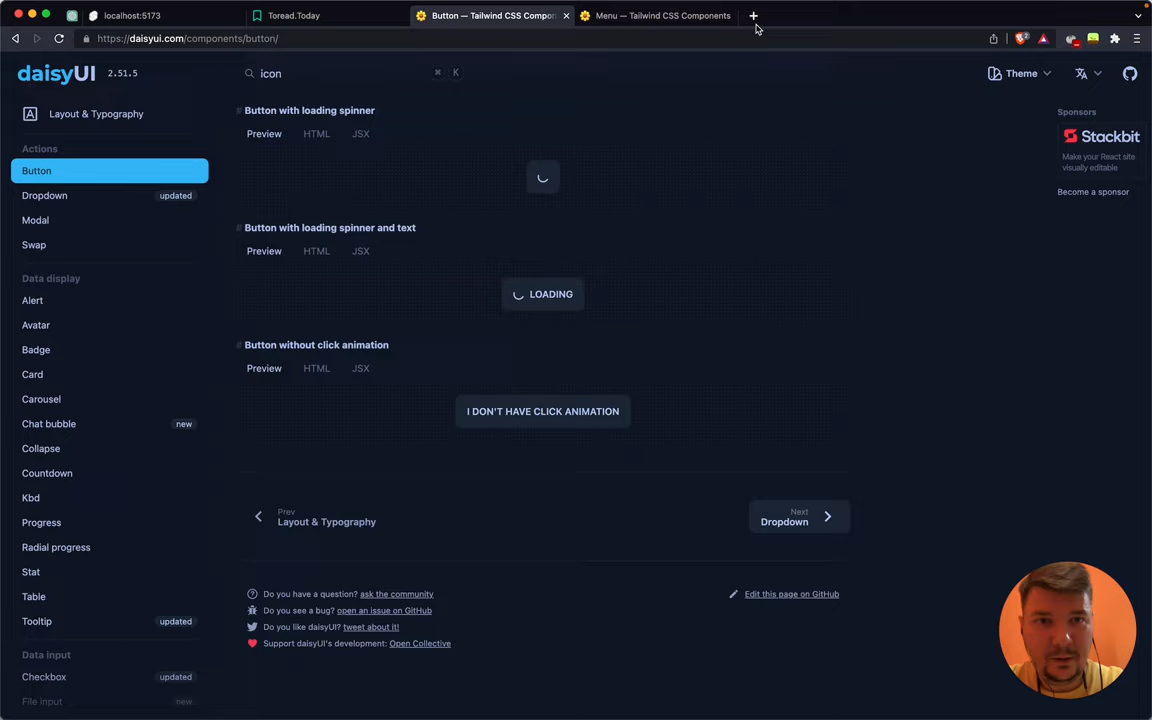 localhost:5173
Toread.Today
Button — Tailwind CSS Compon
Menu — Tailwind CSS Components
https://daisyui.com/components/button/
2
daisyUI 2.51.5
icon
⌘ K
Theme
Layout & Typography
Actions
Button
Dropdown updated
Modal
Swap
Data display
Alert
Avatar
Badge
Card
Carousel
Chat bubble new
Collapse
Countdown
Kbd
Progress
Radial progress
Stat
Table
Tooltip updated
Data input
Checkbox updated
File input new
# Button with loading spinner
Preview HTML JSX
# Button with loading spinner and text
Preview HTML JSX
LOADING
# Button without click animation
Preview HTML JSX
I DON'T HAVE CLICK ANIMATION
Prev
Layout & Typography
Next
Dropdown
Do you have a question? ask the community
Do you see a bug? open an issue on GitHub
Do you like daisyUI? tweet about it!
Support daisyUI's development: Open Collective
Edit this page on GitHub
Sponsors
Stackbit
Make your React site
visually editable
Become a sponsor